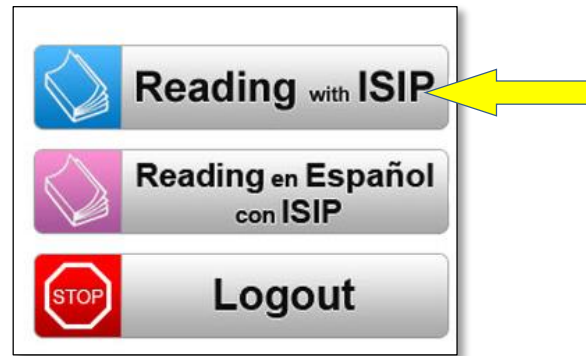 Reading with ISIP
Reading en Español
con ISIP
STOP
Logout